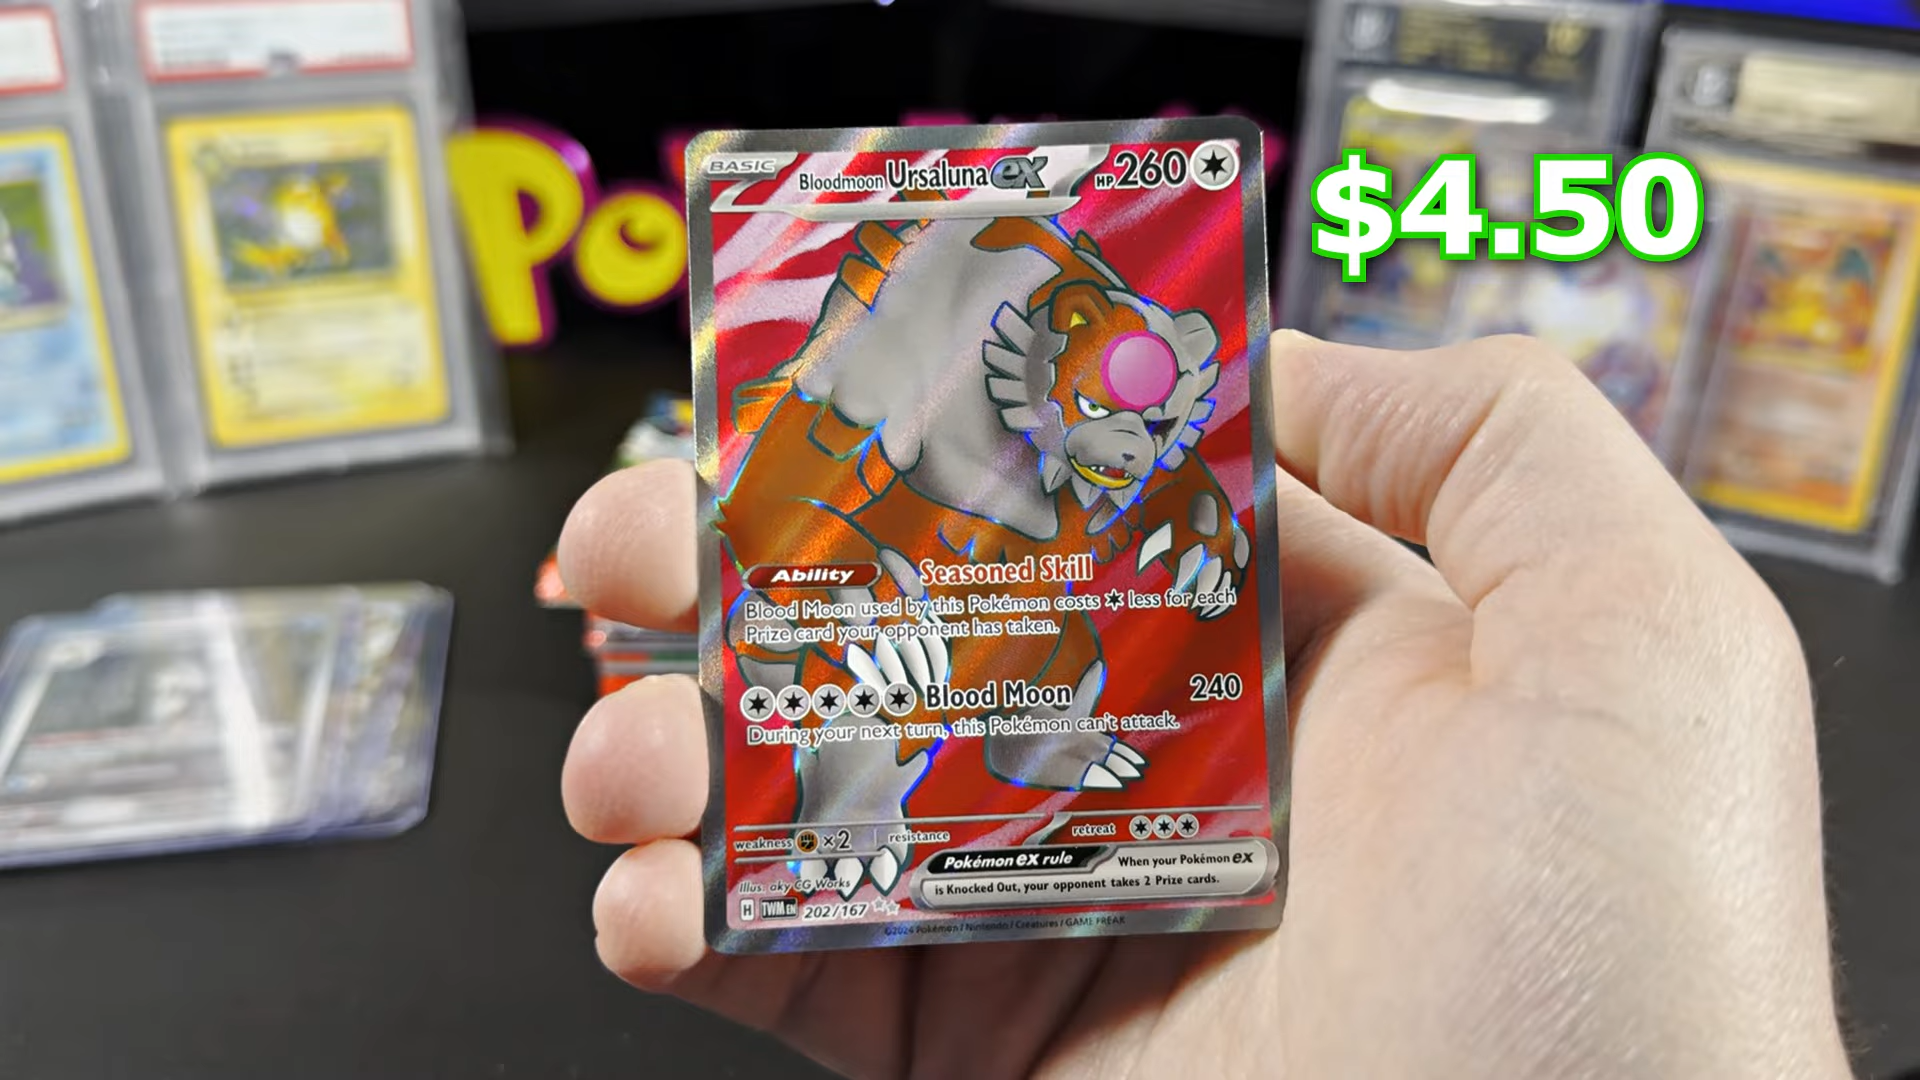 BASIC
Bloodmoon Ursaluna ex
HP 260
$4.50
Ability Seasoned Skill
Blood Moon used by this Pokémon costs less for each
Prize card your opponent has taken.
Blood Moon 240
During your next turn, this Pokémon can't attack.
weakness ×2 resistance retreat
Pokémon ex rule When your Pokémon ex
is Knocked Out, your opponent takes 2 Prize cards.
Illus. aky CG Works
H TWM EN 202/167
©2024 Pokémon / Nintendo / Creatures / GAME FREAK